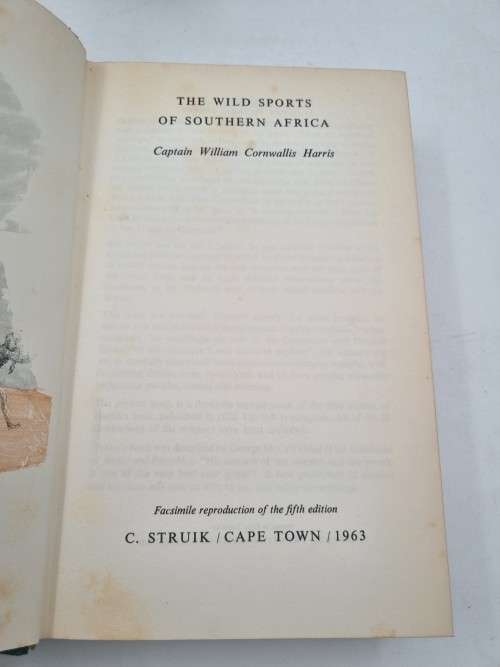 THE WILD SPORTS
OF SOUTHERN AFRICA
Captain William Cornwallis Harris
Facsimile reproduction of the fifth edition
C. STRUIK / CAPE TOWN / 1963